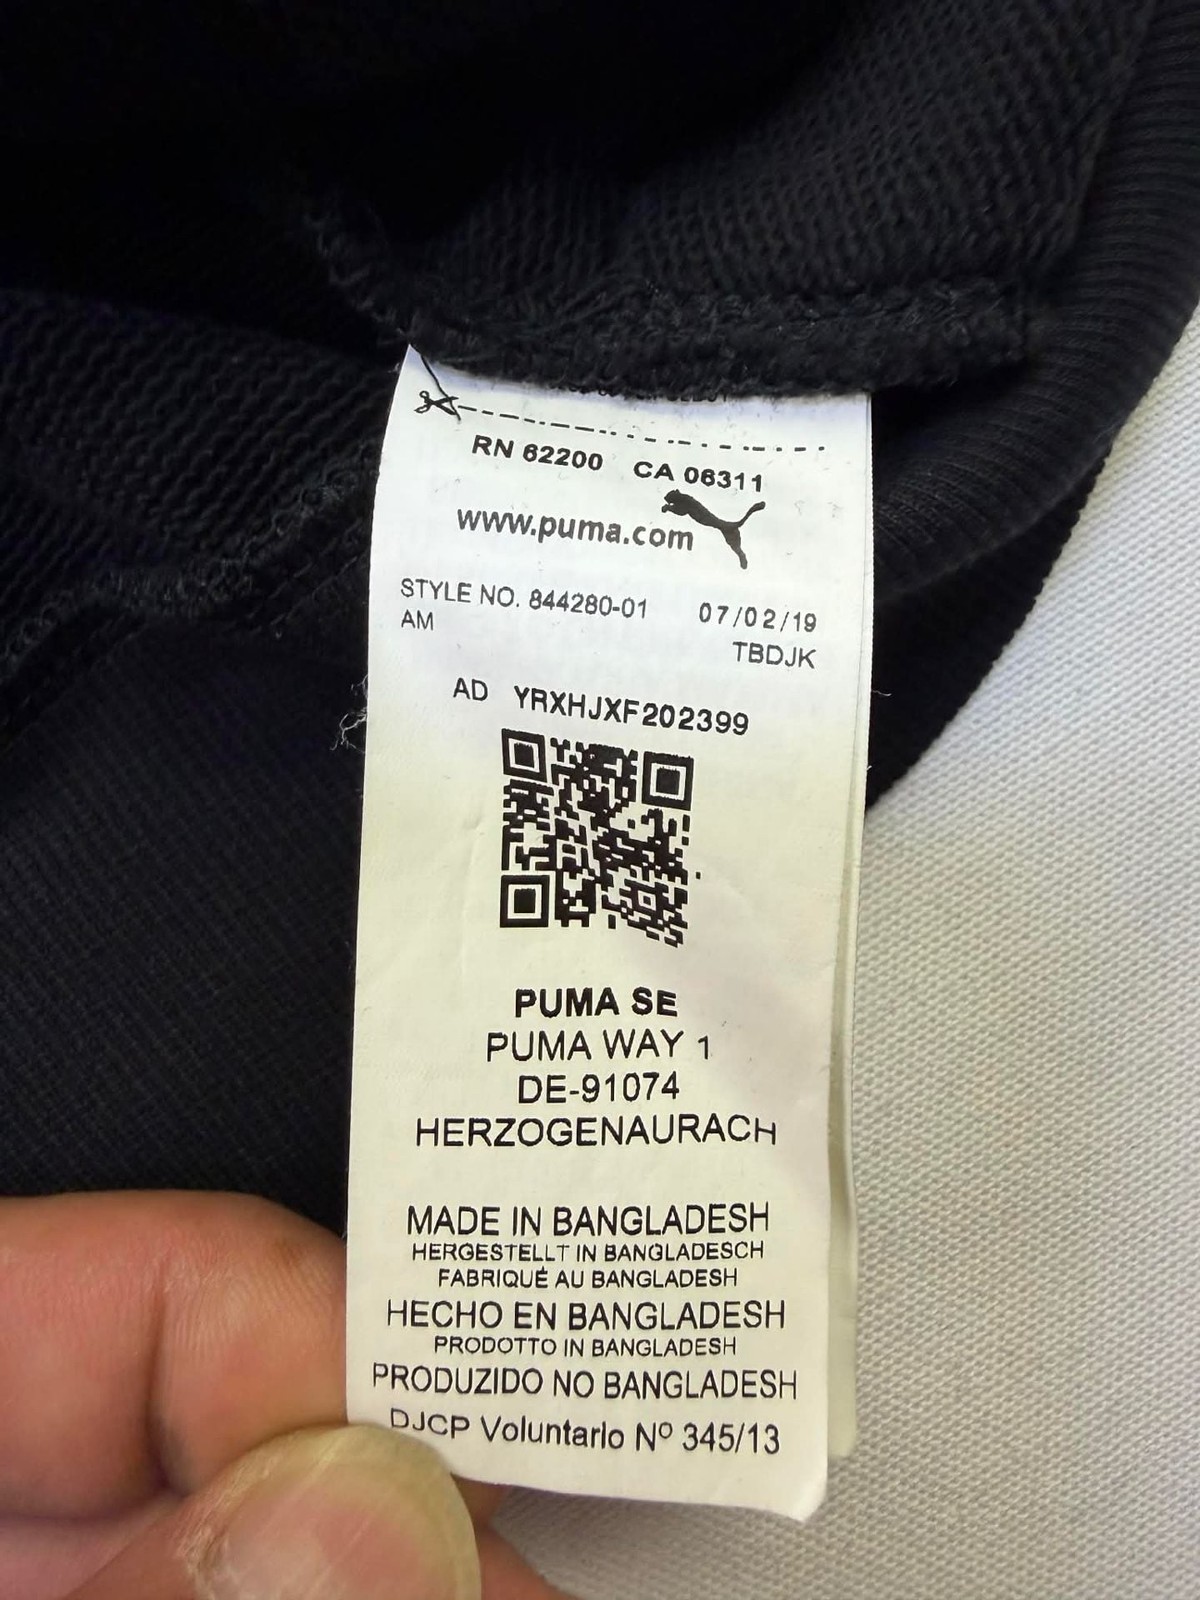 RN 62200 CA 06311
www.puma.com
STYLE NO. 844280-01 07/02/19
AM TBDJK
AD YRXHJXF202399
PUMA SE
PUMA WAY 1
DE-91074
HERZOGENAURACH
MADE IN BANGLADESH
HERGESTELLT IN BANGLADESCH
FABRIQUÉ AU BANGLADESH
HECHO EN BANGLADESH
PRODOTTO IN BANGLADESH
PRODUZIDO NO BANGLADESH
DJCP Voluntario Nº 345/13